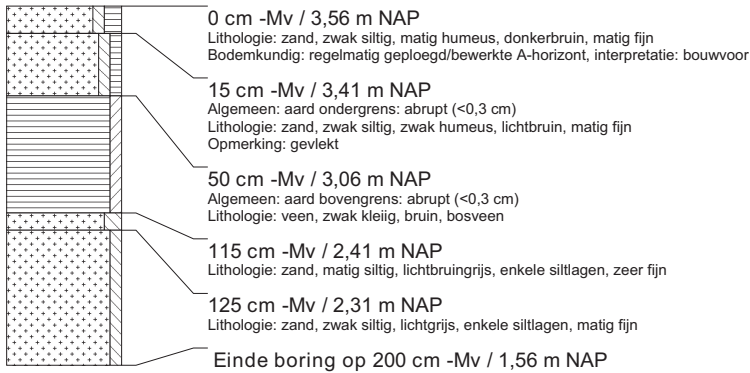 0 cm -Mv / 3,56 m NAP
Lithologie: zand, zwak siltig, matig humeus, donkerbruin, matig fijn
Bodemkundig: regelmatig geploegd/bewerkte A-horizont, interpretatie: bouwvoor
15 cm -Mv / 3,41 m NAP
Algemeen: aard ondergrens: abrupt (<0,3 cm)
Lithologie: zand, zwak siltig, zwak humeus, lichtbruin, matig fijn
Opmerking: gevlekt
50 cm -Mv / 3,06 m NAP
Algemeen: aard bovengrens: abrupt (<0,3 cm)
Lithologie: veen, zwak kleiig, bruin, bosveen
115 cm -Mv / 2,41 m NAP
Lithologie: zand, matig siltig, lichtbruingrijs, enkele siltlagen, zeer fijn
125 cm -Mv / 2,31 m NAP
Lithologie: zand, zwak siltig, lichtgrijs, enkele siltlagen, matig fijn
Einde boring op 200 cm -Mv / 1,56 m NAP